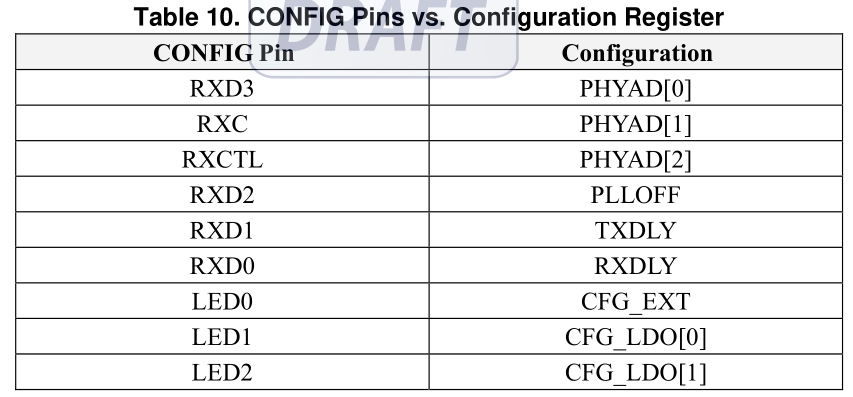 Table 10. CONFIG Pins vs. Configuration Register
DRAFT
CONFIG Pin Configuration
RXD3 PHYAD[0]
RXC PHYAD[1]
RXCTL PHYAD[2]
RXD2 PLLOFF
RXD1 TXDLY
RXD0 RXDLY
LED0 CFG_EXT
LED1 CFG_LDO[0]
LED2 CFG_LDO[1]